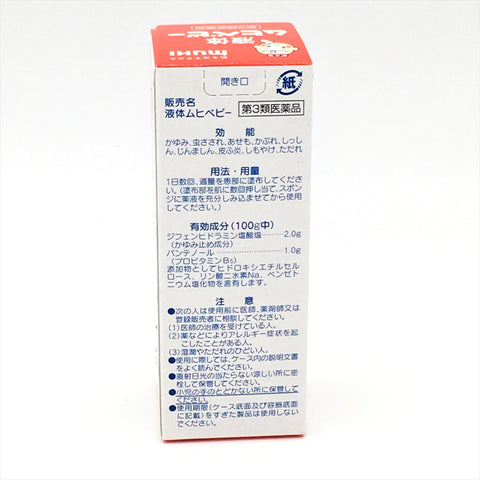 第3類医薬品
液体
ムヒベビー
MUHI
開き口
紙
販売名
液体ムヒベビー 第3類医薬品
効能
かゆみ、虫さされ、あせも、かぶれ、しっし
ん、じんましん、皮ふ炎、しもやけ、ただれ
用法・用量
1日数回、適量を患部に塗布してくださ
い。(塗布部を肌に数回押し当て、スポン
ジに薬液を充分しみ込ませてから使用
してください。)
有効成分(100g中)
ジフェンヒドラミン塩酸塩……2.0g
(かゆみ止め成分)
パンテノール……1.0g
(プロビタミンB5)
添加物としてヒドロキシエチルセル
ロース、リン酸二水素Na、ベンゼト
ニウム塩化物を含有します。
注意
●次の人は使用前に医師、薬剤師又は
登録販売者に相談してください。
(1)医師の治療を受けている人。
(2)薬などによりアレルギー症状を起
こしたことがある人。
(3)湿潤やただれのひどい人。
●使用に際しては、ケース内の説明文書
をよく読んでください。
●直射日光の当たらない涼しい所に密
栓して保管してください。
●小児の手のとどかない所に保管して
ください。
●使用期限(ケース底面及び容器底面
に記載)をすぎた製品は使用しない
でください。